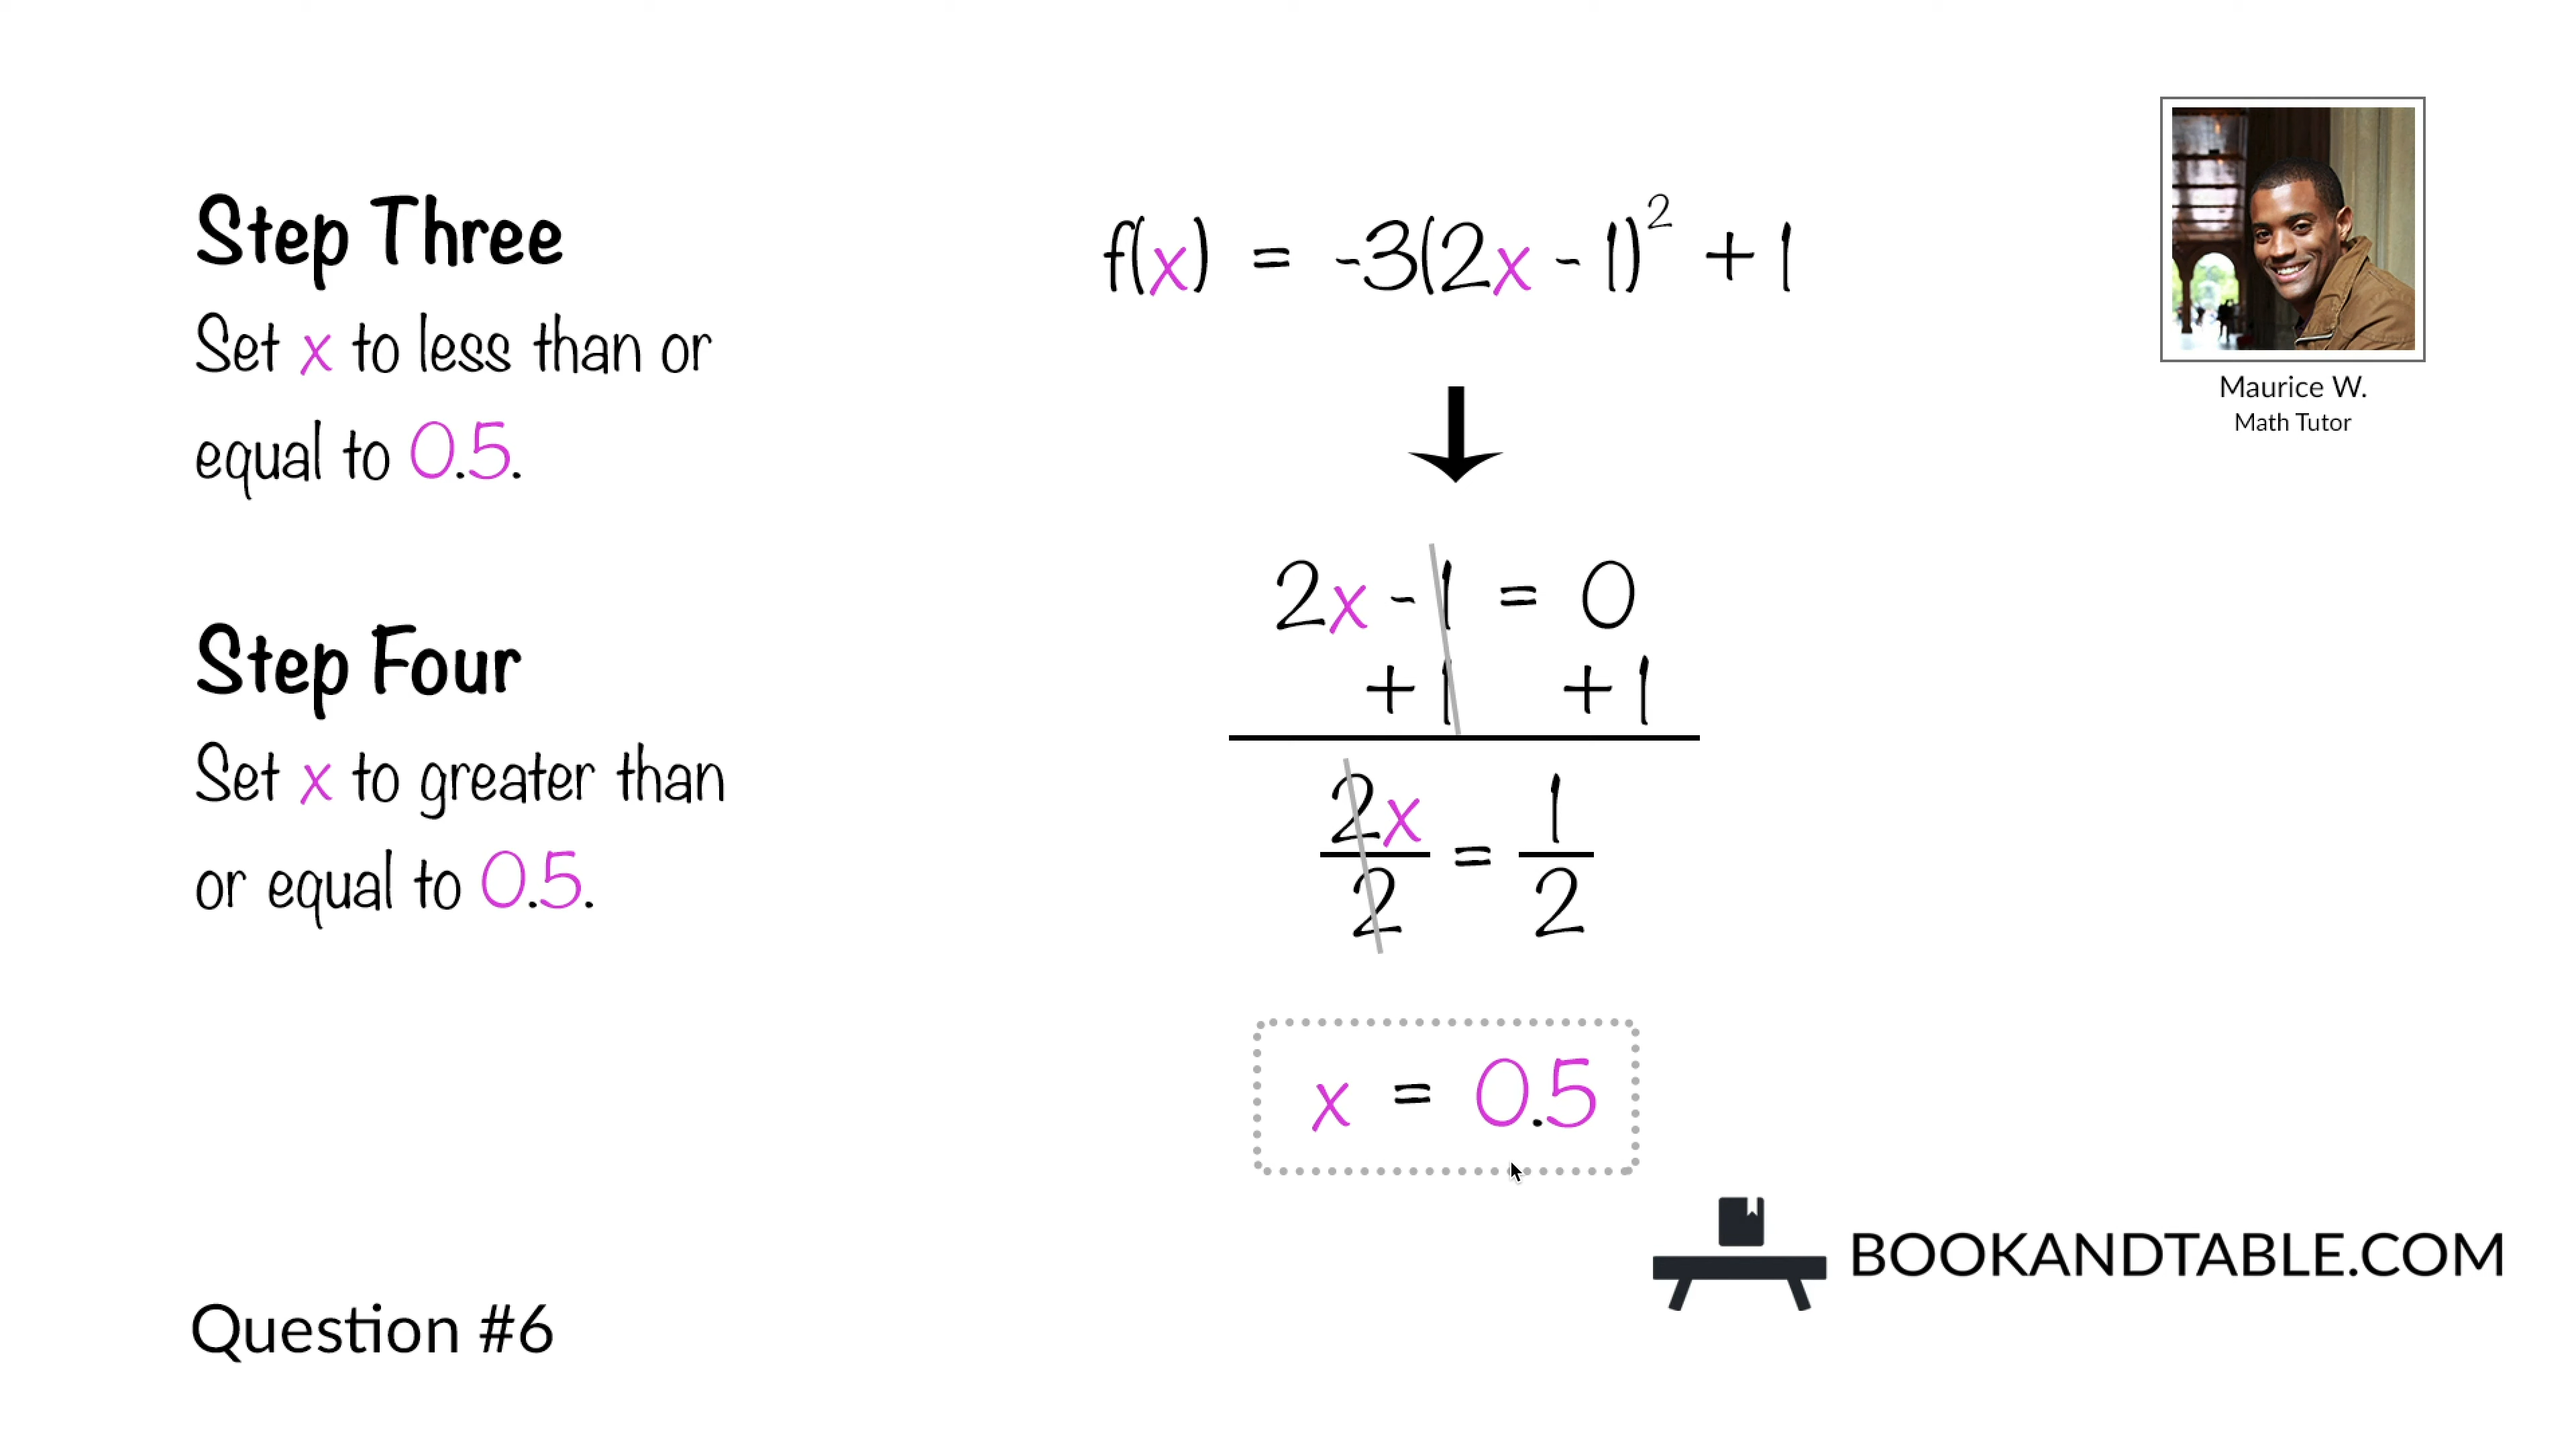 Step Three
Set x to less than or
equal to 0.5.
Step Four
Set x to greater than
or equal to 0.5.
f(x) = -3(2x - 1)² + 1
2x - 1 = 0
+ 1 + 1
2x/2 = 1/2
x = 0.5
Maurice W.
Math Tutor
BOOKANDTABLE.COM
Question #6